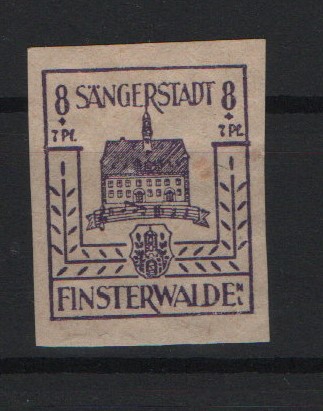 8 SÄNGERSTADT 8
+ +
7 Pf. 7 Pf.
FINSTERWALDE N.L.